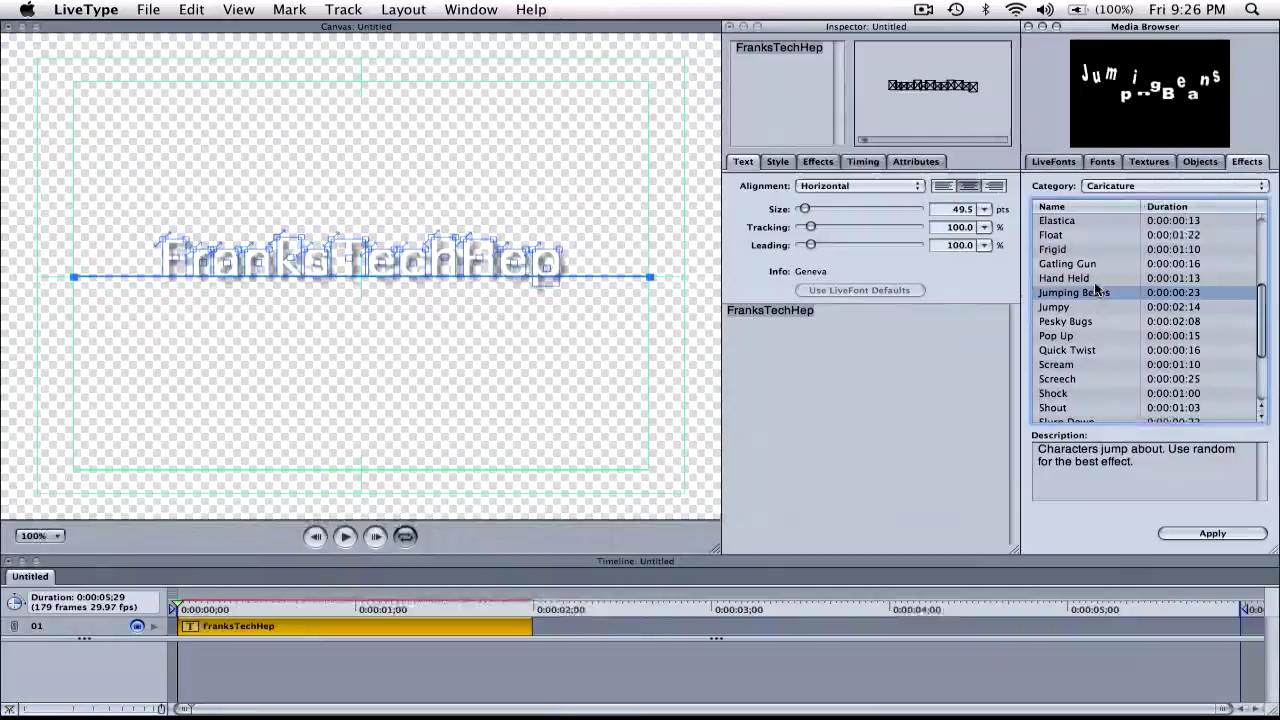 LiveType File Edit View Mark Track Layout Window Help (100%) Fri 9:26 PM
Canvas: Untitled
FranksTechHep
100%
Inspector: Untitled
FranksTechHep
Text Style Effects Timing Attributes
Alignment: Horizontal
Size: 49.5 pts
Tracking: 100.0 %
Leading: 100.0 %
Info: Geneva
Use LiveFont Defaults
FranksTechHep
Media Browser
Jumping Beans
LiveFonts Fonts Textures Objects Effects
Category: Caricature
Name Duration
Elastica 0:00:00:13
Float 0:00:01:22
Frigid 0:00:01:10
Gatling Gun 0:00:00:16
Hand Held 0:00:01:13
Jumping Beans 0:00:00:23
Jumpy 0:00:02:14
Pesky Bugs 0:00:02:08
Pop Up 0:00:00:15
Quick Twist 0:00:00:16
Scream 0:00:01:10
Screech 0:00:00:25
Shock 0:00:01:00
Shout 0:00:01:03
Description:
Characters jump about. Use random
for the best effect.
Apply
Timeline: Untitled
Untitled
Duration: 0:00:05;29
(179 frames 29.97 fps)
0:00:00;00 0:00:01;00 0:00:02;00 0:00:03;00 0:00:04;00 0:00:05;00
01 T FranksTechHep